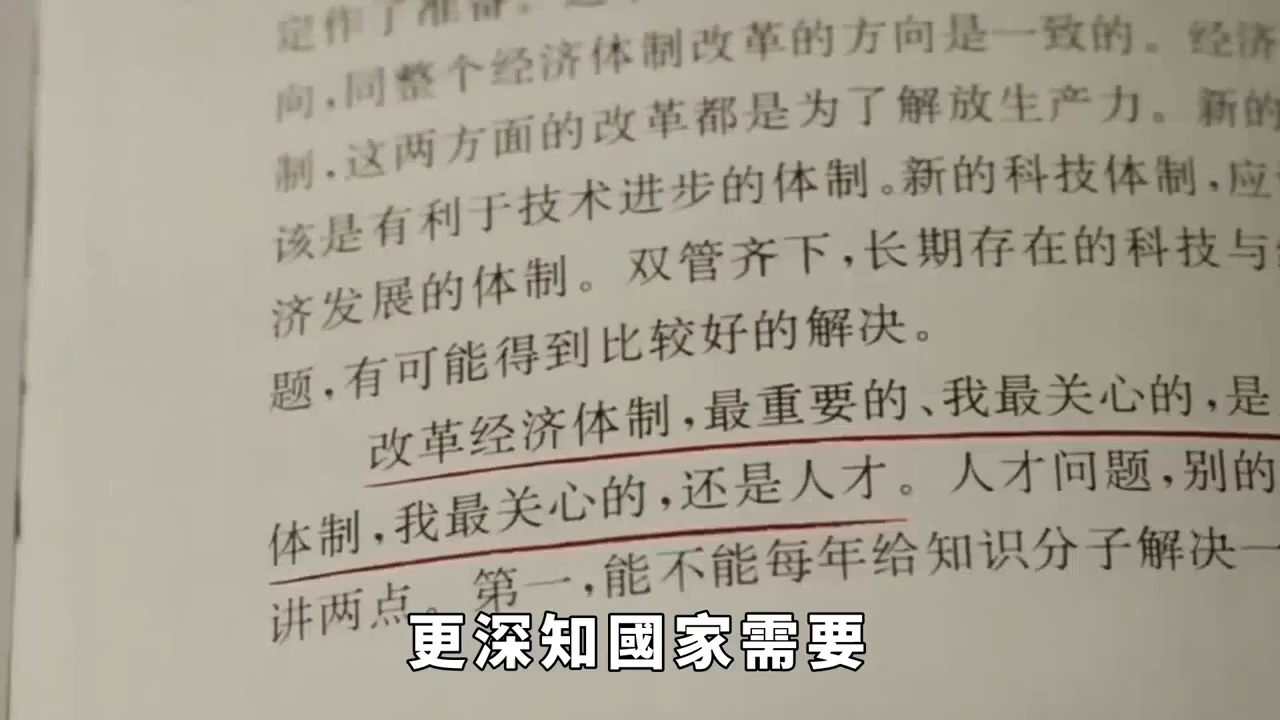 定作了准备。这
向,同整个经济体制改革的方向是一致的。经济
制,这两方面的改革都是为了解放生产力。新的
该是有利于技术进步的体制。新的科技体制,应
济发展的体制。双管齐下,长期存在的科技与
题,有可能得到比较好的解决。
改革经济体制,最重要的、我最关心的,是
体制,我最关心的,还是人才。人才问题,别的
讲两点。第一,能不能每年给知识分子解决一
更深知國家需要